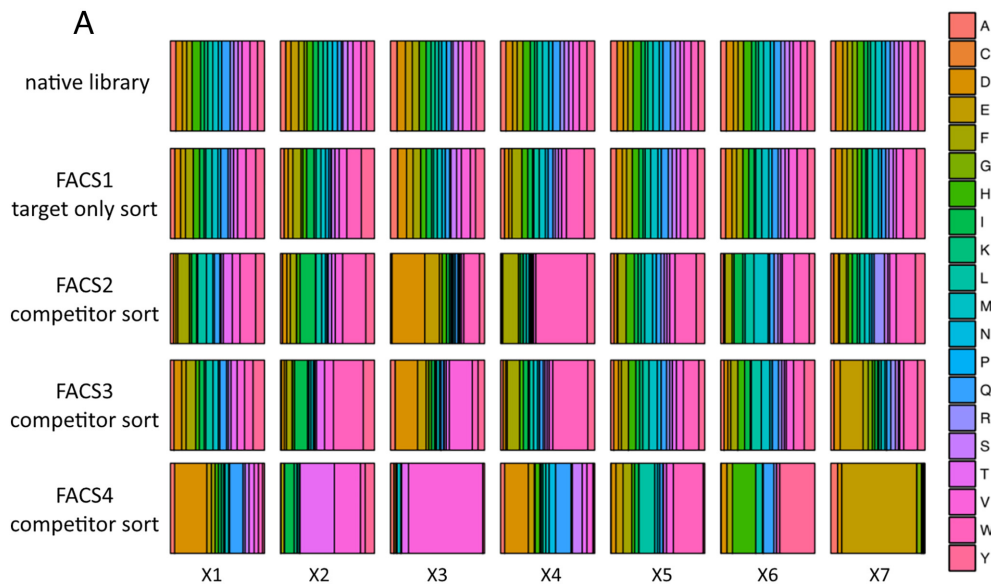 A
native library
FACS1
target only sort
FACS2
competitor sort
FACS3
competitor sort
FACS4
competitor sort
X1 X2 X3 X4 X5 X6 X7
A
C
D
E
F
G
H
I
K
L
M
N
P
Q
R
S
T
V
W
Y